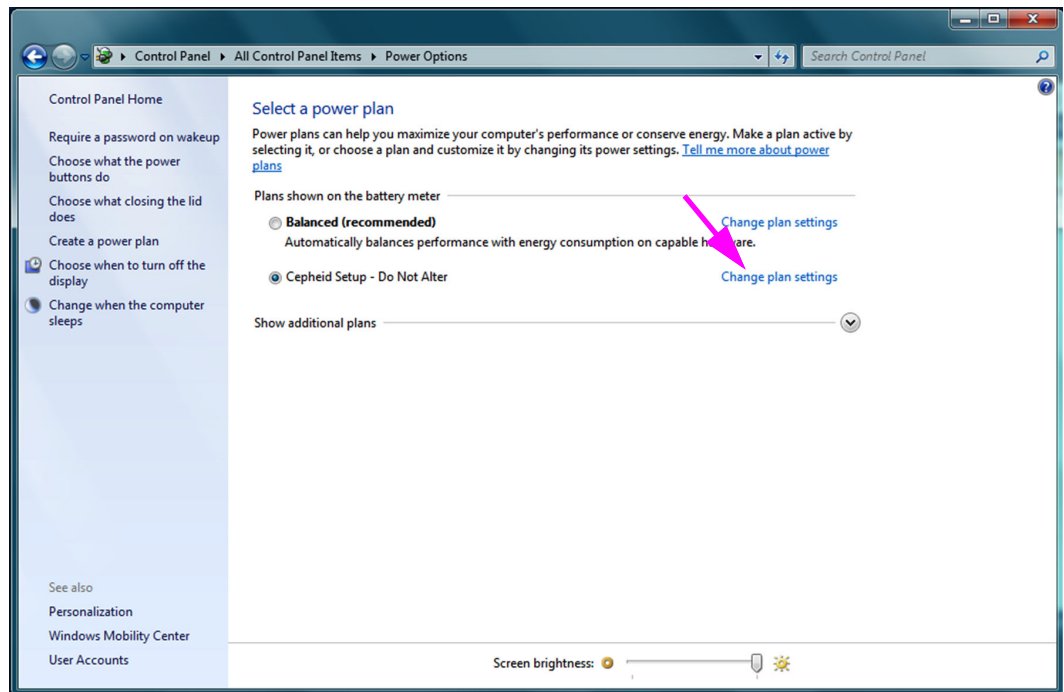 Control Panel
All Control Panel Items
Power Options
Search Control Panel
Control Panel Home
Require a password on wakeup
Choose what the power
buttons do
Choose what closing the lid
does
Create a power plan
Choose when to turn off the
display
Change when the computer
sleeps
See also
Personalization
Windows Mobility Center
User Accounts
Select a power plan
Power plans can help you maximize your computer's performance or conserve energy. Make a plan active by
selecting it, or choose a plan and customize it by changing its power settings. Tell me more about power
plans
Plans shown on the battery meter
Balanced (recommended)
Change plan settings
Automatically balances performance with energy consumption on capable hardware.
Cepheid Setup - Do Not Alter
Change plan settings
Show additional plans
Screen brightness: